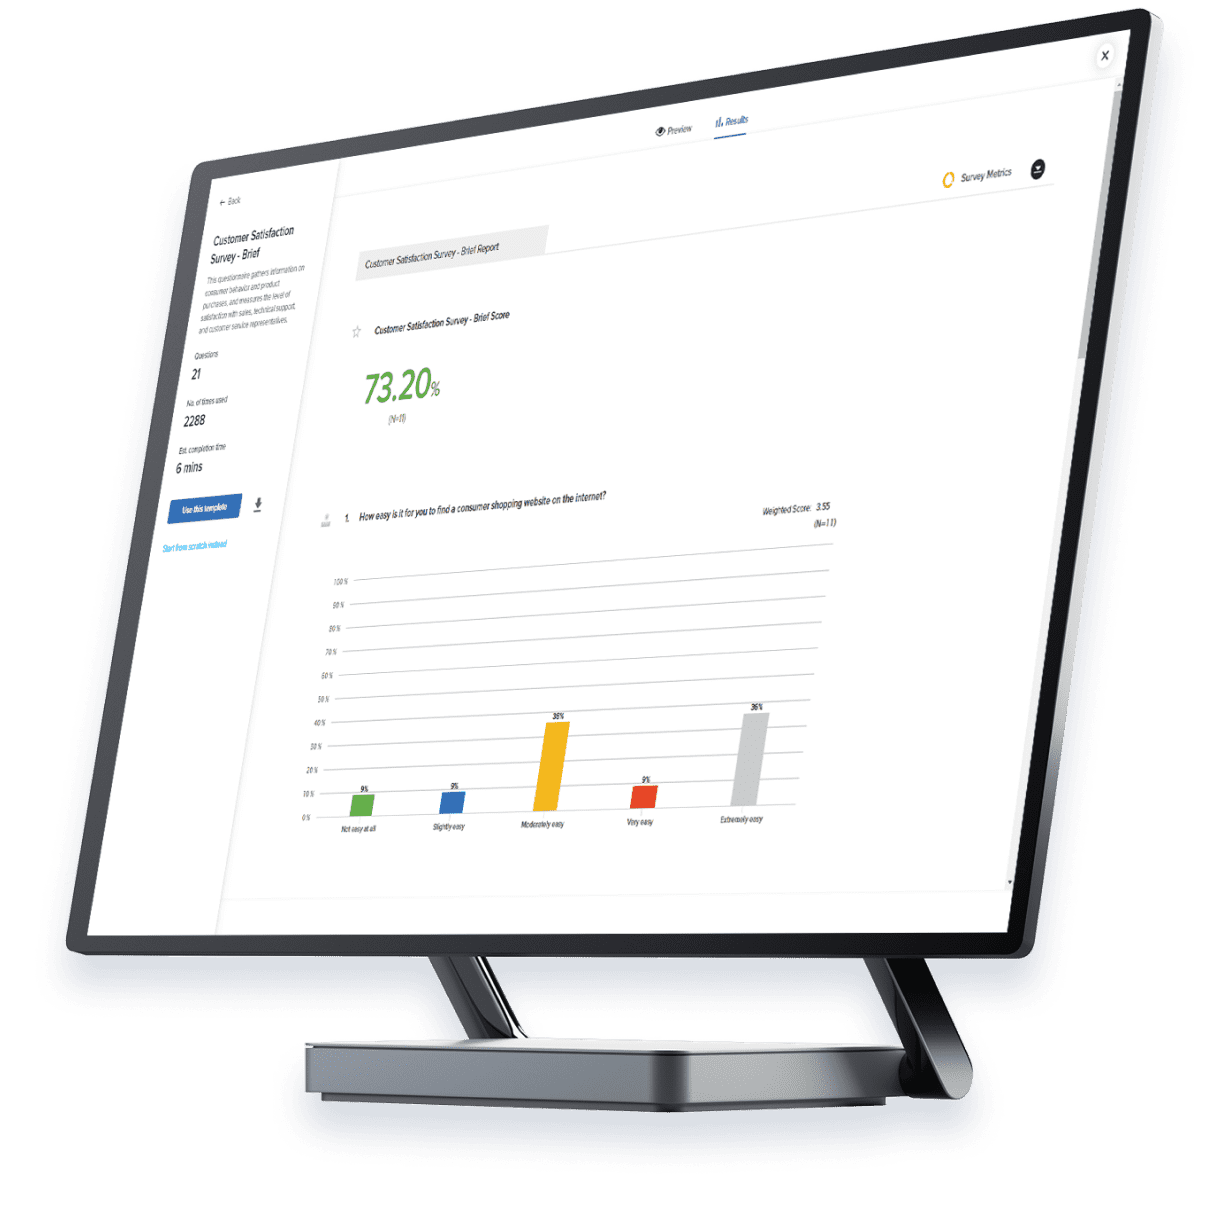 X
Preview
Results
Survey Metrics
← Back
Customer Satisfaction
Survey - Brief
This questionnaire gathers information on
consumer behavior and product
purchases, and measures the level of
satisfaction with sales, technical support,
and customer service representatives.
Questions
21
No. of times used
2288
Est. completion time
6 mins
Use this template
Start from scratch instead
Customer Satisfaction Survey - Brief Report
Customer Satisfaction Survey - Brief Score
73.20%
(N=11)
1. How easy is it for you to find a consumer shopping website on the internet?
Weighted Score: 3.55
(N=11)
100 %
90 %
80 %
70 %
60 %
50 %
40 %
30 %
20 %
10 %
0 %
9%
9%
36%
9%
36%
Not easy at all
Slightly easy
Moderately easy
Very easy
Extremely easy